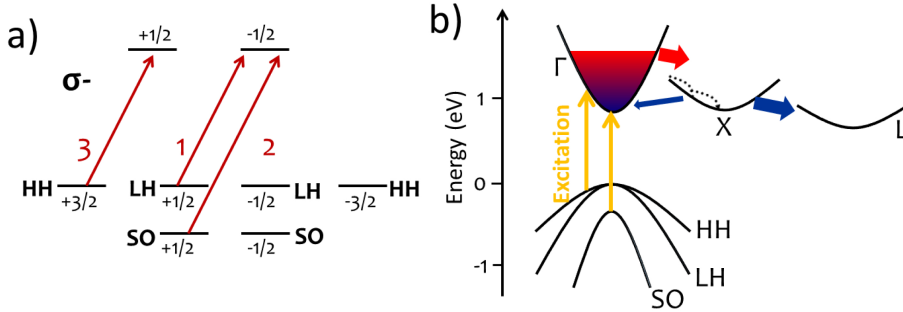 a)
+1/2
-1/2
σ-
3
1
2
HH
+3/2
LH
+1/2
-1/2
LH
-3/2
HH
SO
+1/2
-1/2
SO
b)
Energy (eV)
1
0
-1
Γ
Excitation
X
L
HH
LH
SO